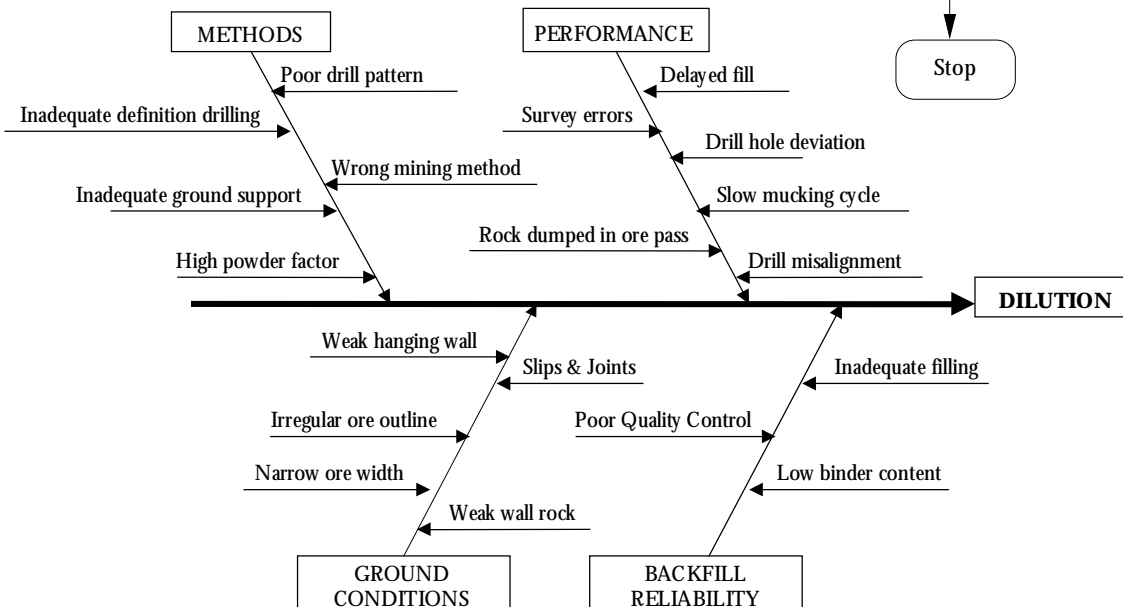 METHODS
PERFORMANCE
Stop
Poor drill pattern
Delayed fill
Inadequate definition drilling
Survey errors
Drill hole deviation
Wrong mining method
Inadequate ground support
Slow mucking cycle
Rock dumped in ore pass
High powder factor
Drill misalignment
DILUTION
Weak hanging wall
Slips & Joints
Inadequate filling
Irregular ore outline
Poor Quality Control
Narrow ore width
Low binder content
Weak wall rock
GROUND
CONDITIONS
BACKFILL
RELIABILITY